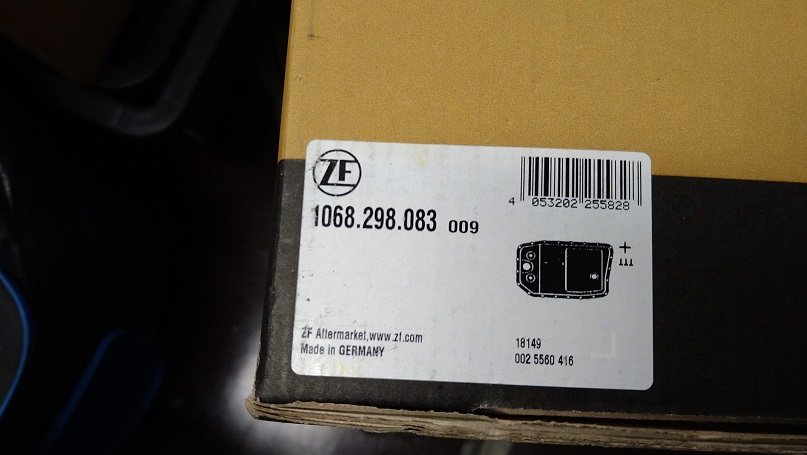 ZF
1068.298.083 009
4 053202 255828
ZF Aftermarket,www.zf.com
Made in GERMANY
18149
002 5560 416